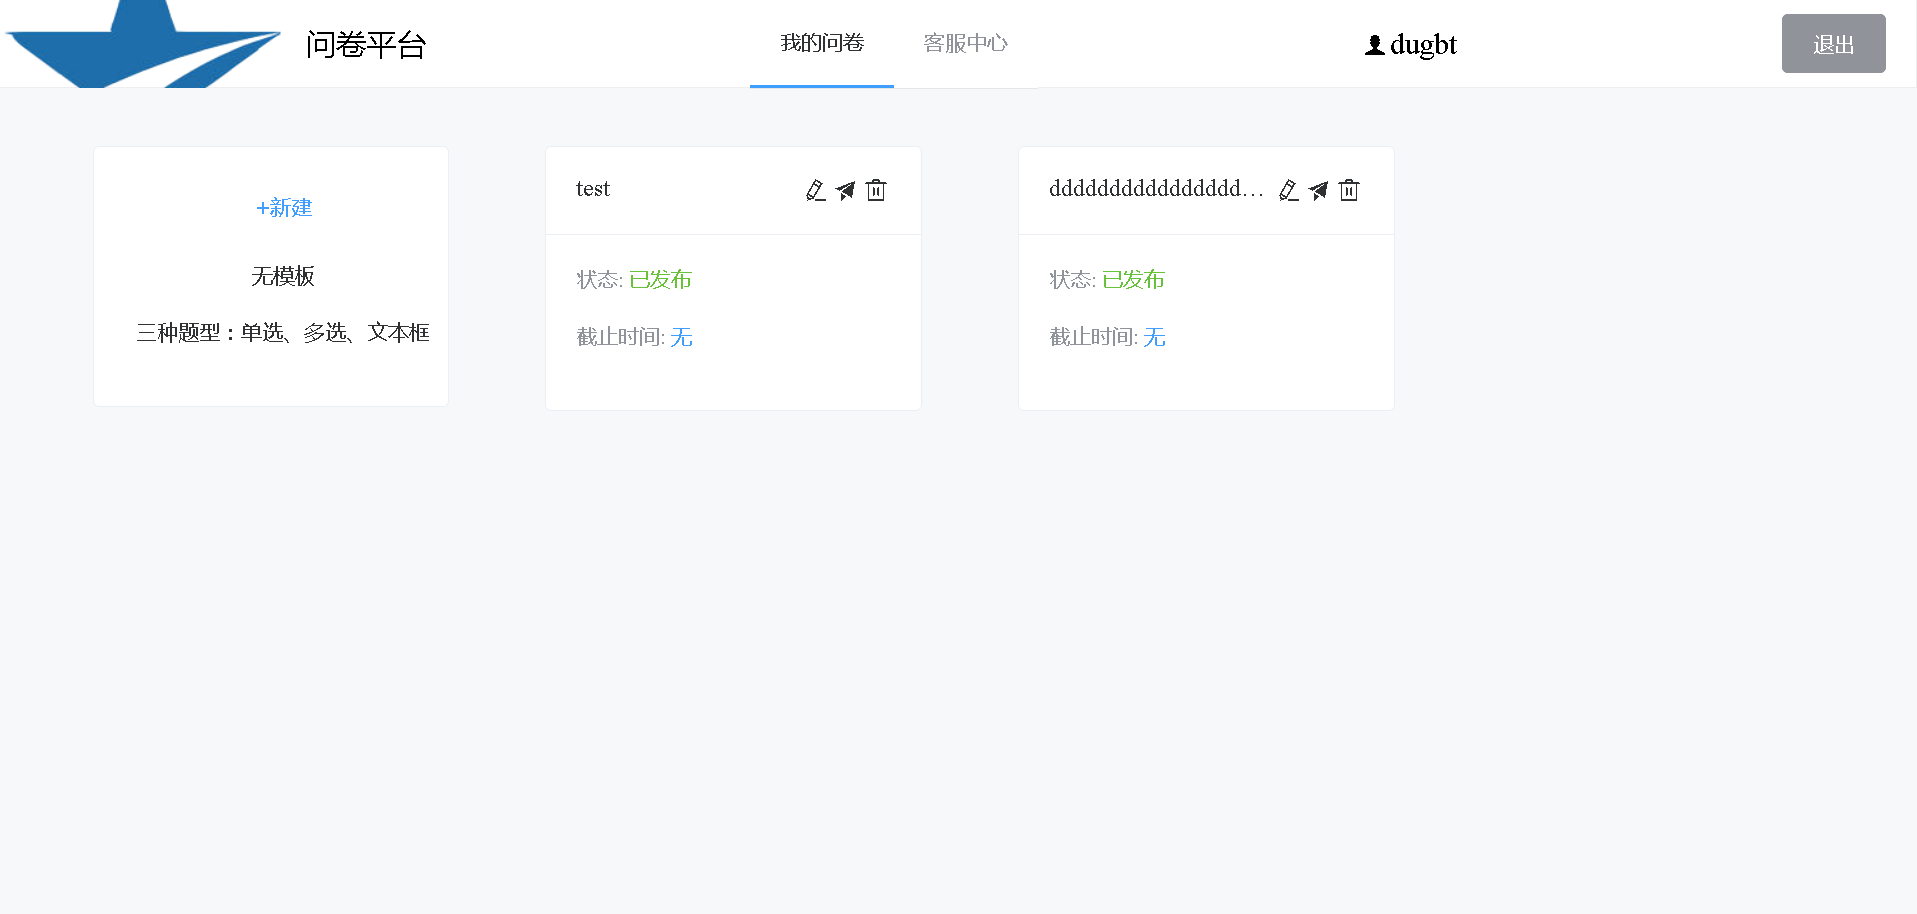 问卷平台
我的问卷
客服中心
dugbt
退出
+新建
无模板
三种题型：单选、多选、文本框
test
状态: 已发布
截止时间: 无
dddddddddddddddd...
状态: 已发布
截止时间: 无